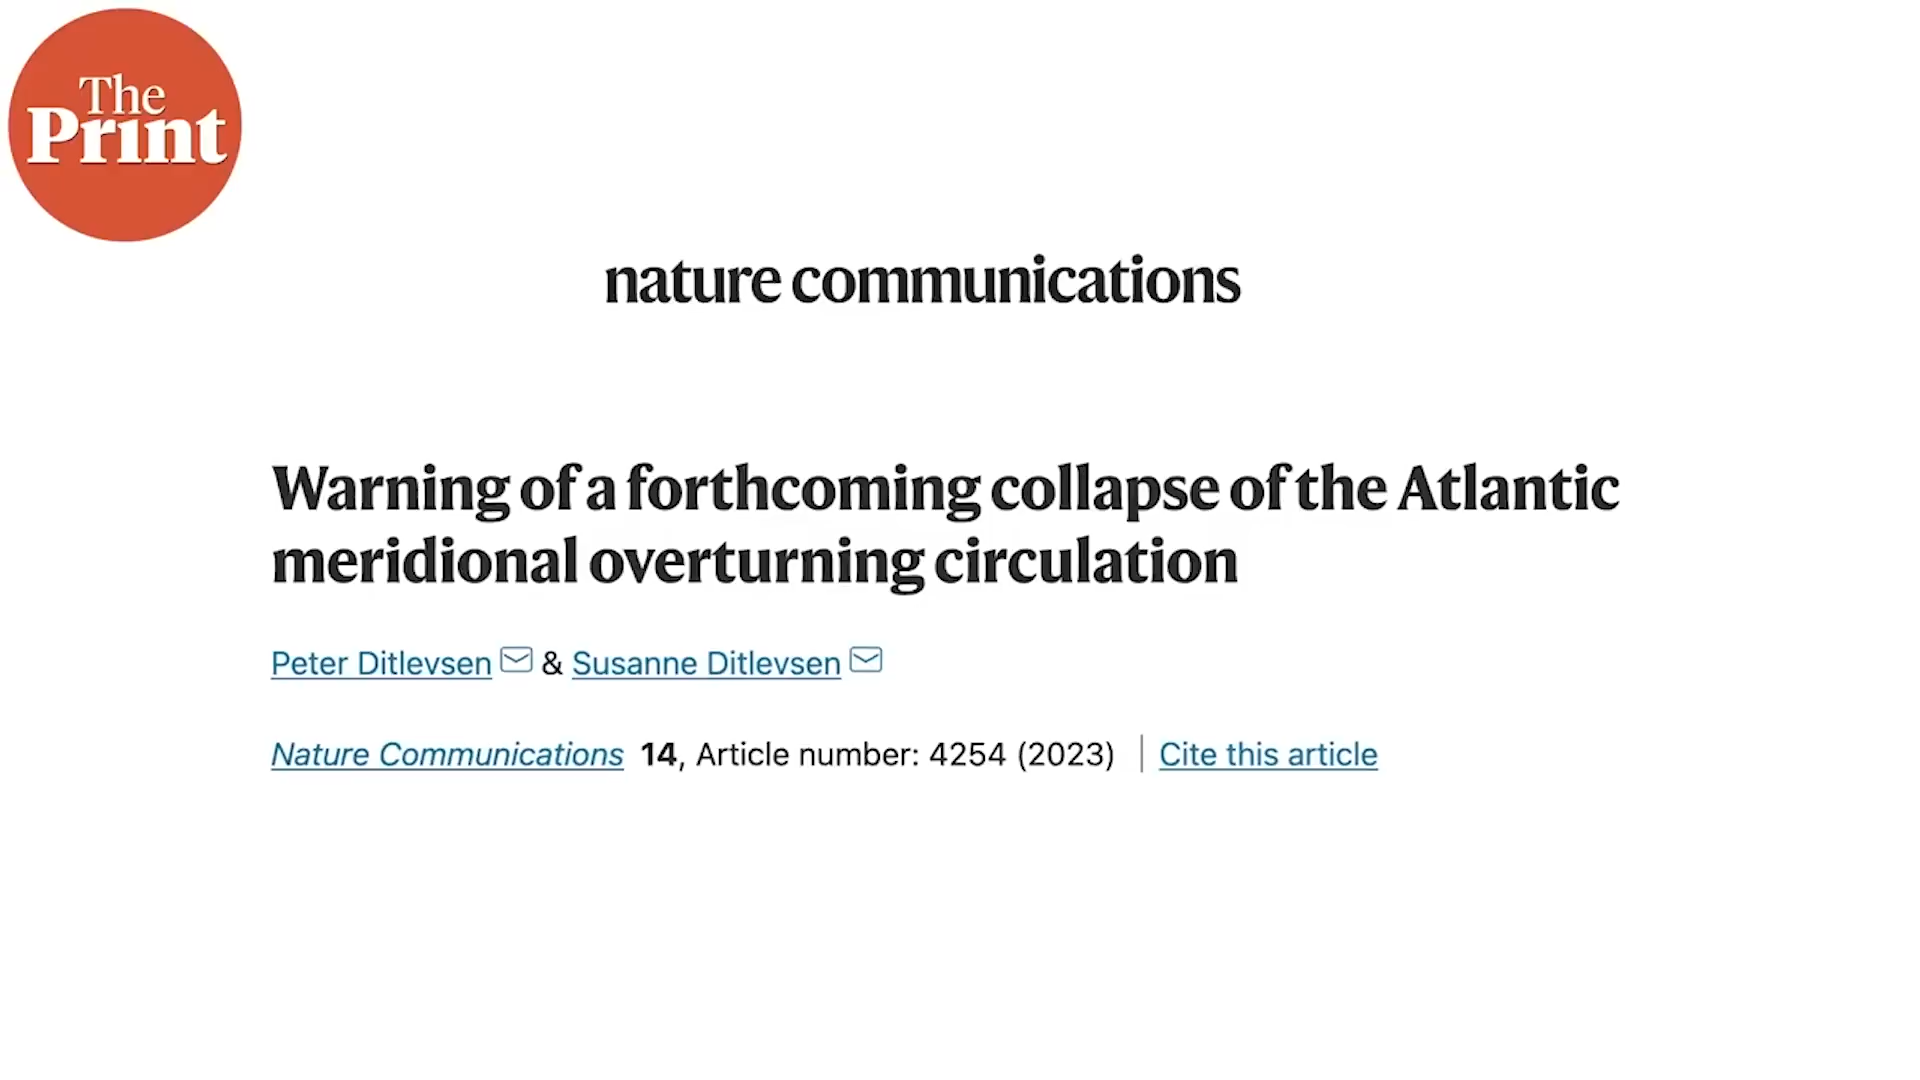 The
Print
nature communications
Warning of a forthcoming collapse of the Atlantic
meridional overturning circulation
Peter Ditlevsen & Susanne Ditlevsen
Nature Communications 14, Article number: 4254 (2023) | Cite this article